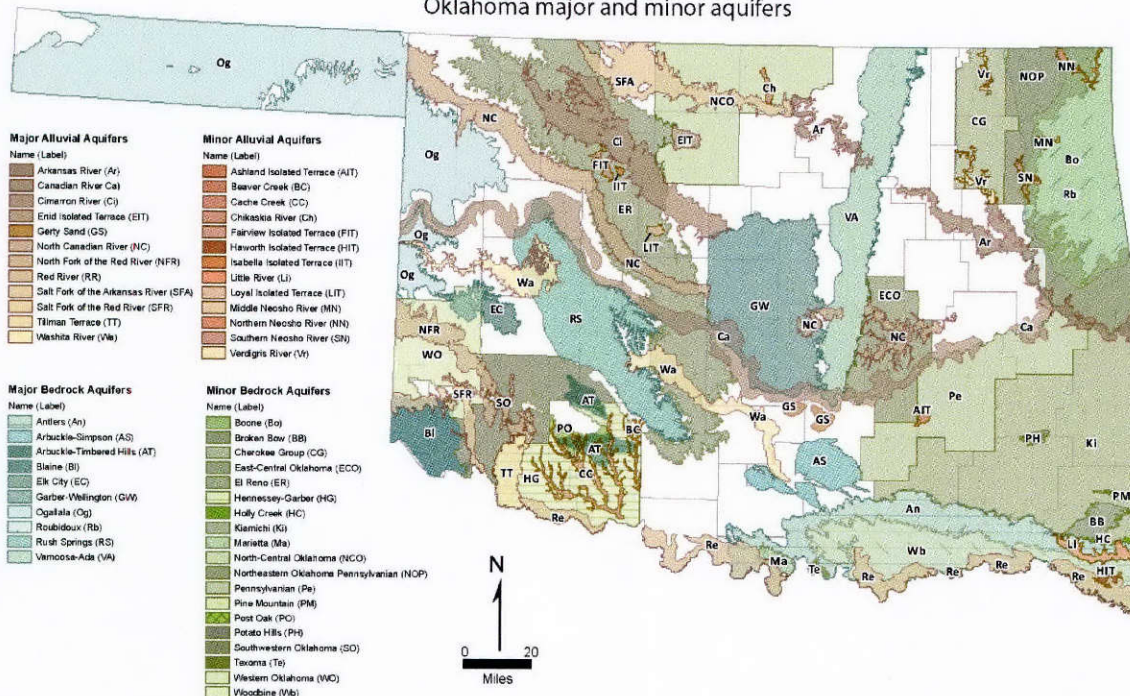 Oklahoma major and minor aquifers
Major Alluvial Aquifers
Name (Label)
Arkansas River (Ar)
Canadian River Ca)
Cimarron River (Ci)
Enid Isolated Terrace (EIT)
Gerty Sand (GS)
North Canadian River (NC)
North Fork of the Red River (NFR)
Red River (RR)
Salt Fork of the Arkansas River (SFA)
Salt Fork of the Red River (SFR)
Tillman Terrace (TT)
Washita River (Wa)
Minor Alluvial Aquifers
Name (Label)
Ashland Isolated Terrace (AIT)
Beaver Creek (BC)
Cache Creek (CC)
Chikaskia River (Ch)
Fairview Isolated Terrace (FIT)
Haworth Isolated Terrace (HIT)
Isabella Isolated Terrace (IIT)
Little River (Li)
Loyal Isolated Terrace (LIT)
Middle Neosho River (MN)
Northern Neosho River (NN)
Southern Neosho River (SN)
Verdigris River (Vr)
Major Bedrock Aquifers
Name (Label)
Antlers (An)
Arbuckle-Simpson (AS)
Arbuckle-Timbered Hills (AT)
Blaine (Bl)
Elk City (EC)
Garber-Wellington (GW)
Ogallala (Og)
Roubidoux (Rb)
Rush Springs (RS)
Vamoosa-Ada (VA)
Minor Bedrock Aquifers
Name (Label)
Boone (Bo)
Broken Bow (BB)
Cherokee Group (CG)
East-Central Oklahoma (ECO)
El Reno (ER)
Hennessey-Garber (HG)
Holly Creek (HC)
Kiamichi (Ki)
Marietta (Ma)
North-Central Oklahoma (NCO)
Northeastern Oklahoma Pennsylvanian (NOP)
Pennsylvanian (Pe)
Pine Mountain (PM)
Post Oak (PO)
Potato Hills (PH)
Southwestern Oklahoma (SO)
Texoma (Te)
Western Oklahoma (WO)
Woodbine (Wb)
Og
SFA
NCO
Ch
Vr
NOP
NN
NC
Ci
EIT
Ar
CG
MN
Bo
Og
FIT
IIT
Vr
SN
Rb
ER
VA
Og
LIT
Ar
Og
Wa
NC
ECO
EC
RS
GW
NC
NC
Ca
NFR
Ca
WO
Wa
SFR
SO
AT
GS
GS
Wa
AIT
Pe
Bl
PO
BC
AT
PH
Ki
TT
HG
CC
AS
PM
Re
An
BB
HC
Re
Wb
Li
Ma
Te
Re
Re
Re
Re
HIT
N
0 20
Miles